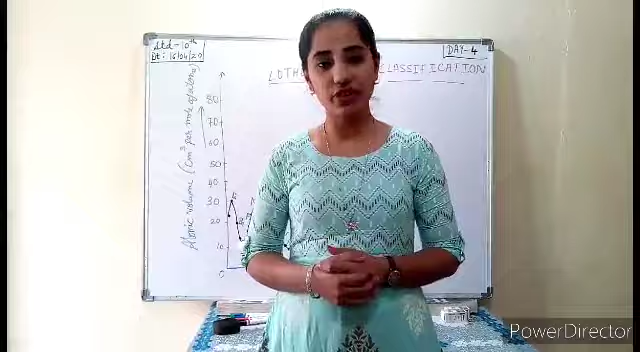 Std-10th
Dt: 16/04/20
DAY-4
LOTH
CLASSIFICATION
Atomic volume (cm³ per mole of atoms)
80
70
60
50
40
30
20
10
0
PowerDirector